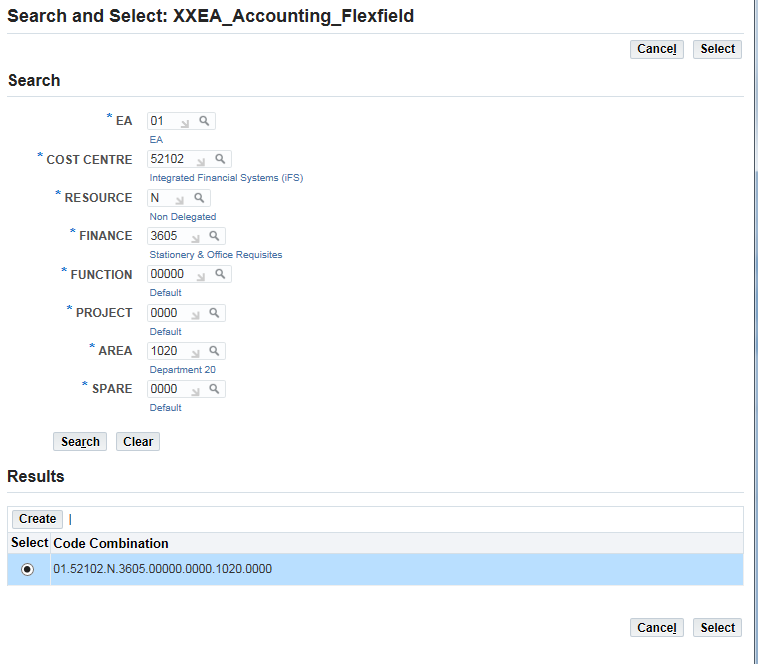 Search and Select: XXEA_Accounting_Flexfield
Cancel Select
Search
* EA 01
EA
* COST CENTRE 52102
Integrated Financial Systems (iFS)
* RESOURCE N
Non Delegated
* FINANCE 3605
Stationery & Office Requisites
* FUNCTION 00000
Default
* PROJECT 0000
Default
* AREA 1020
Department 20
* SPARE 0000
Default
Search Clear
Results
Create |
Select Code Combination
01.52102.N.3605.00000.0000.1020.0000
Cancel Select